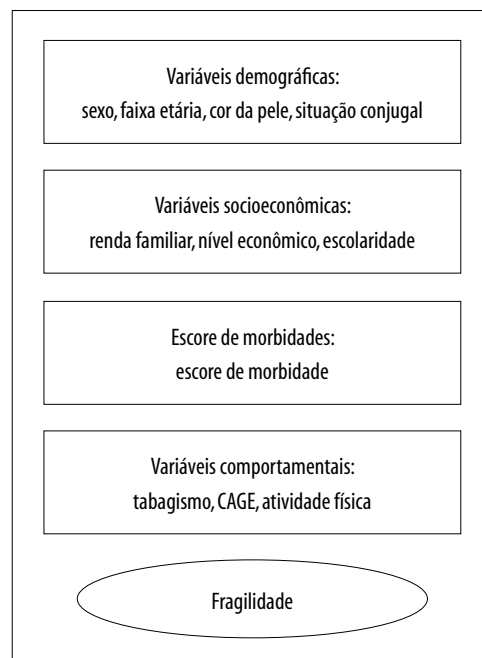 Variáveis demográficas:
sexo, faixa etária, cor da pele, situação conjugal
Variáveis socioeconômicas:
renda familiar, nível econômico, escolaridade
Escore de morbidades:
escore de morbidade
Variáveis comportamentais:
tabagismo, CAGE, atividade física
Fragilidade